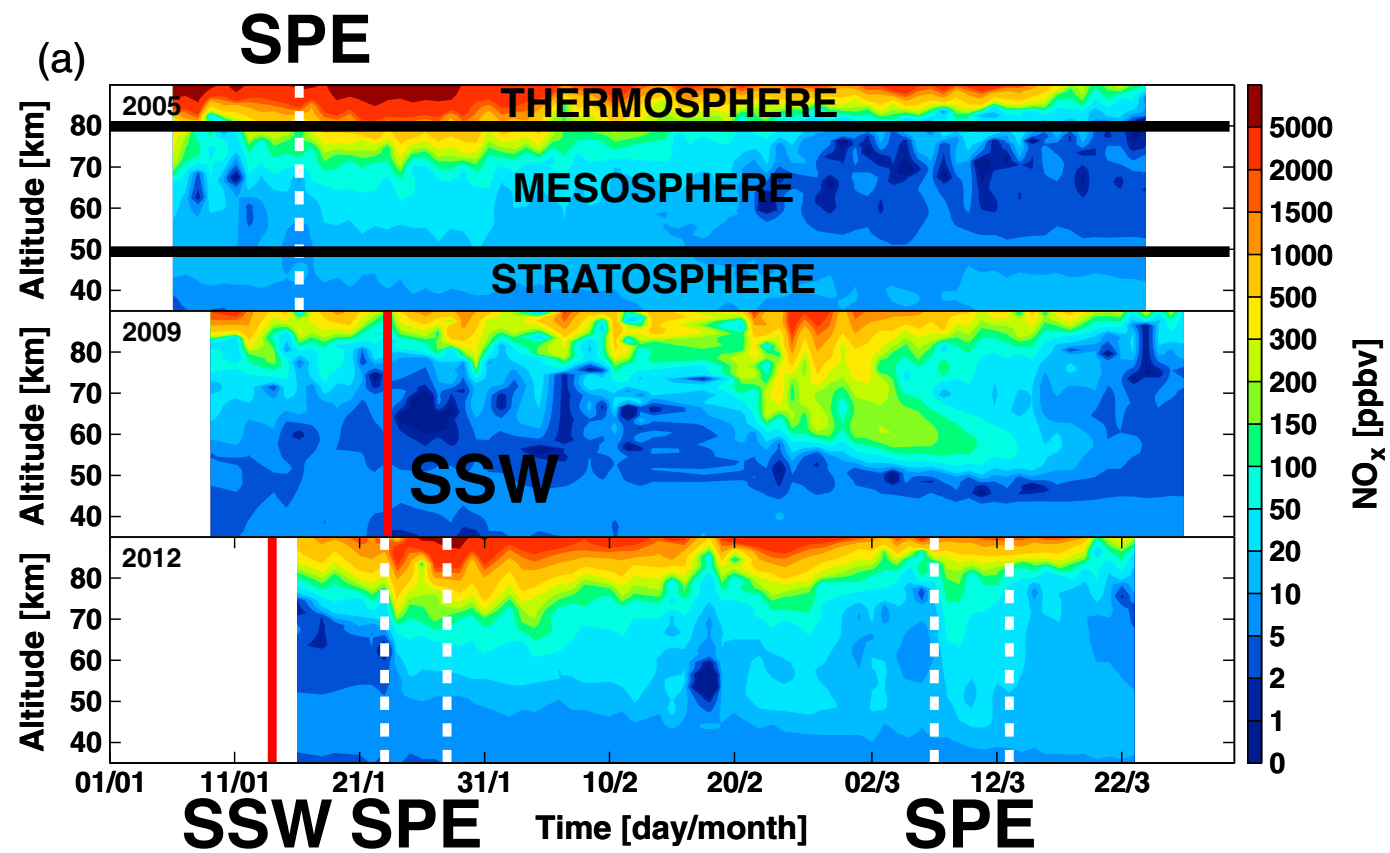 SPE
(a)
2005
THERMOSPHERE
MESOSPHERE
STRATOSPHERE
Altitude [km]
80
70
60
50
40
2009
SSW
Altitude [km]
80
70
60
50
40
2012
Altitude [km]
80
70
60
50
40
01/01 11/01 21/1 31/1 10/2 20/2 02/3 12/3 22/3
SSW SPE Time [day/month] SPE
5000
2000
1500
1000
500
300
200
150
100
50
20
10
5
2
1
0
NOx [ppbv]